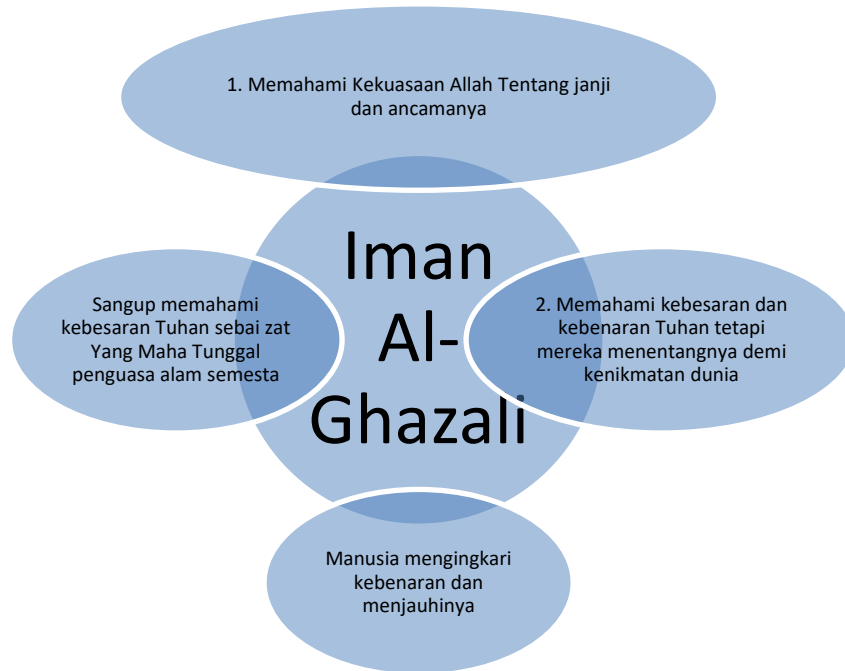 1. Memahami Kekuasaan Allah Tentang janji
dan ancamanya
Iman
Al-
Ghazali
Sangup memahami
kebesaran Tuhan sebai zat
Yang Maha Tunggal
penguasa alam semesta
2. Memahami kebesaran dan
kebenaran Tuhan tetapi
mereka menentangnya demi
kenikmatan dunia
Manusia mengingkari
kebenaran dan
menjauhinya